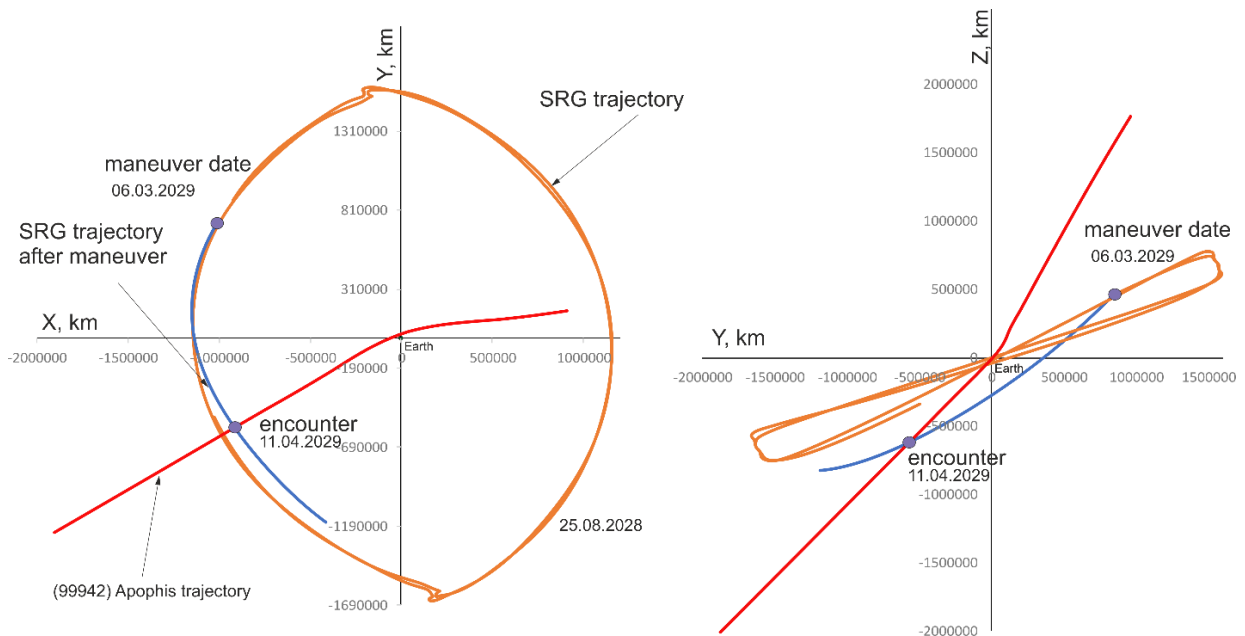 Y, km
SRG trajectory
1310000
maneuver date
06.03.2029
810000
SRG trajectory
after maneuver
310000
X, km
Earth
-2000000
-1500000
-1000000
-500000
0
500000
1000000
-190000
encounter
11.04.2029
-690000
-1190000
25.08.2028
(99942) Apophis trajectory
-1690000
Z, km
2000000
1500000
1000000
maneuver date
06.03.2029
500000
Y, km
0
Earth
-2000000
-1500000
-1000000
-500000
0
500000
1000000
1500000
-500000
encounter
11.04.2029
-1000000
-1500000
-2000000